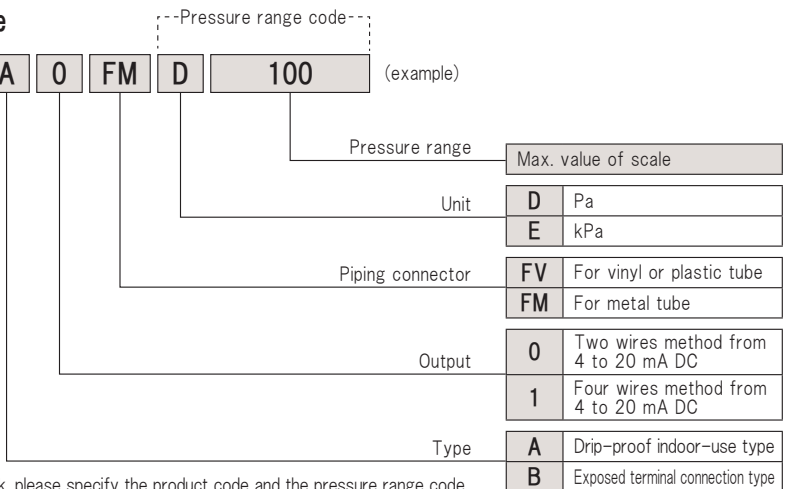 Pressure range code
A 0 FM D 100 (example)
Pressure range Max. value of scale
Unit D Pa
E kPa
Piping connector FV For vinyl or plastic tube
FM For metal tube
Output 0 Two wires method from
4 to 20 mA DC
1 Four wires method from
4 to 20 mA DC
Type A Drip-proof indoor-use type
B Exposed terminal connection type
please specify the product code and the pressure range code